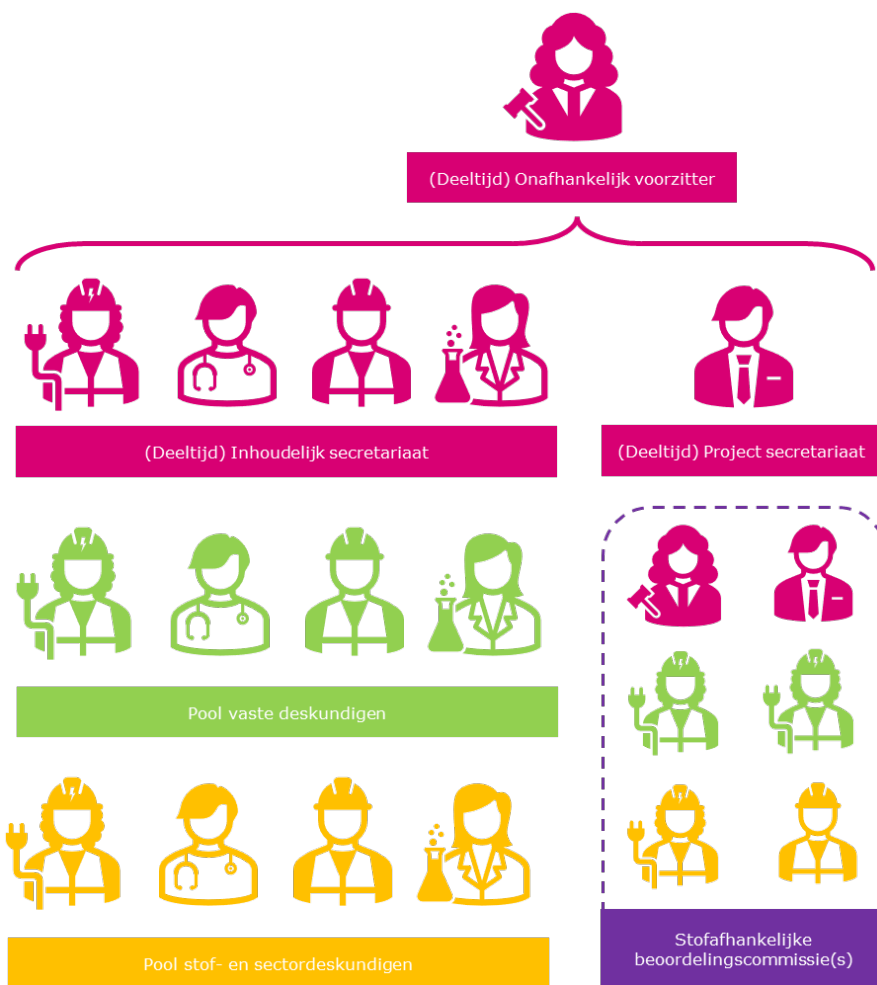 (Deeltijd) Onafhankelijk voorzitter
(Deeltijd) Inhoudelijk secretariaat
(Deeltijd) Project secretariaat
Pool vaste deskundigen
Pool stof- en sectordeskundigen
Stofafhankelijke
beoordelingscommissie(s)